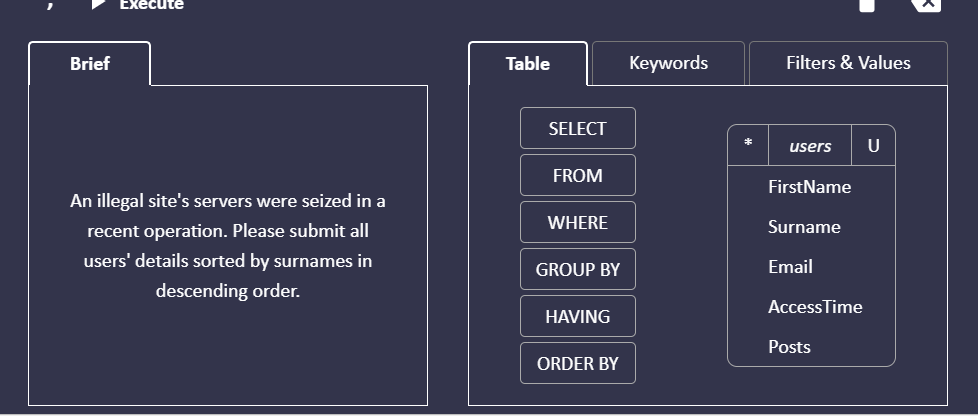 Execute
Brief
Table
Keywords
Filters & Values
An illegal site's servers were seized in a
recent operation. Please submit all
users' details sorted by surnames in
descending order.
SELECT
FROM
WHERE
GROUP BY
HAVING
ORDER BY
* users U
FirstName
Surname
Email
AccessTime
Posts